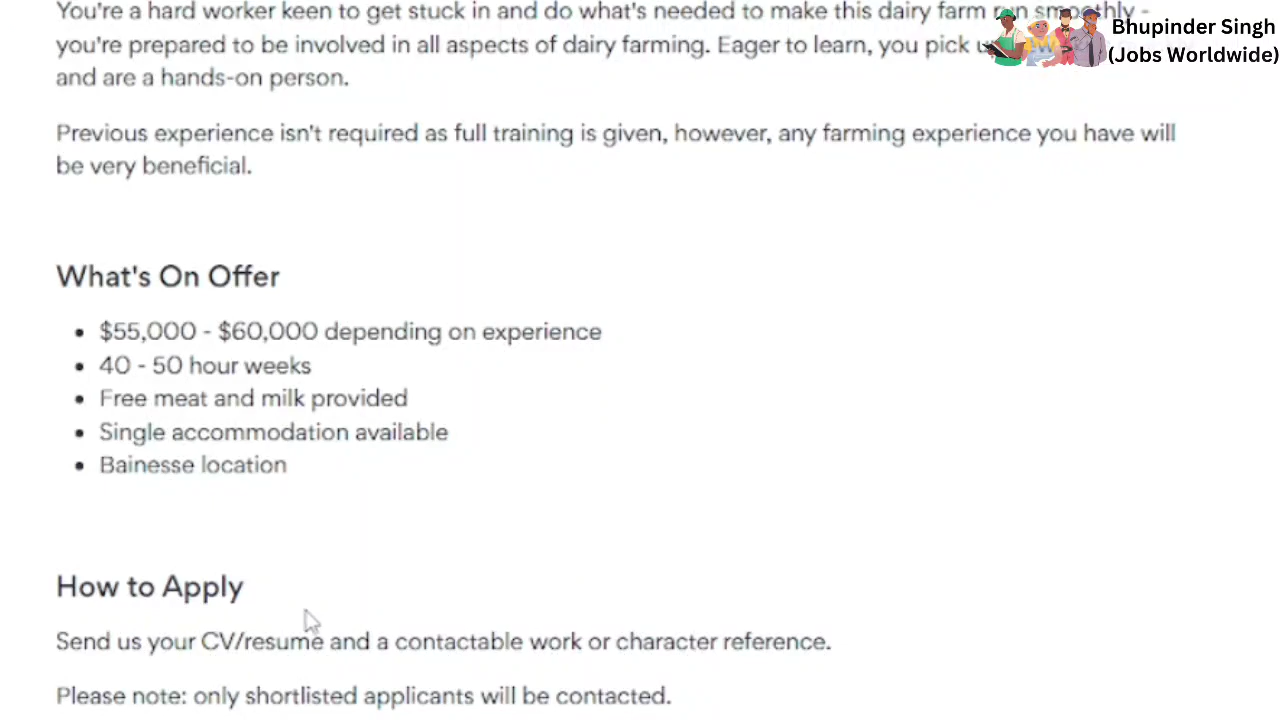 You're a hard worker keen to get stuck in and do what's needed to make this dairy farm run smoothly -
you're prepared to be involved in all aspects of dairy farming. Eager to learn, you pick
and are a hands-on person.
Previous experience isn't required as full training is given, however, any farming experience you have will
be very beneficial.
What's On Offer
• $55,000 - $60,000 depending on experience
• 40 - 50 hour weeks
• Free meat and milk provided
• Single accommodation available
• Bainesse location
How to Apply
Send us your CV/resume and a contactable work or character reference.
Please note: only shortlisted applicants will be contacted.
Bhupinder Singh
(Jobs Worldwide)